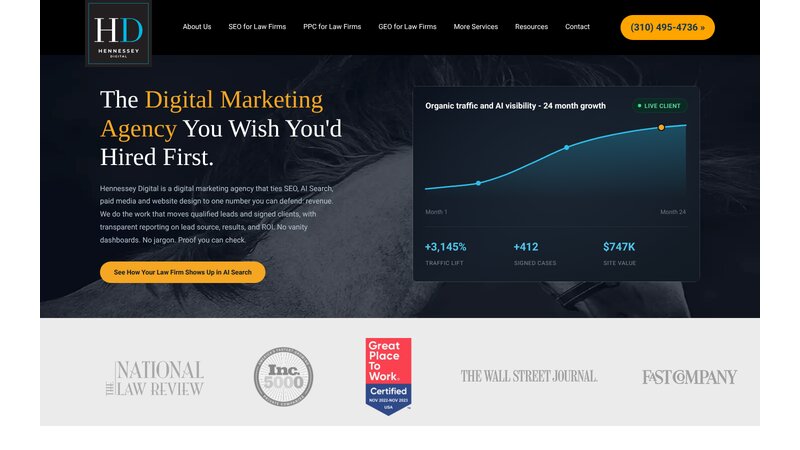 HD
HENNESSEY
DIGITAL
About Us
SEO for Law Firms
PPC for Law Firms
GEO for Law Firms
More Services
Resources
Contact
(310) 495-4736 »
The Digital Marketing
Agency You Wish You'd
Hired First.
Hennessey Digital is a digital marketing agency that ties SEO, AI Search,
paid media and website design to one number you can defend: revenue.
We do the work that moves qualified leads and signed clients, with
transparent reporting on lead source, results, and ROI. No vanity
dashboards. No jargon. Proof you can check.
See How Your Law Firm Shows Up in AI Search
Organic traffic and AI visibility - 24 month growth
LIVE CLIENT
Month 1
Month 24
+3,145%
TRAFFIC LIFT
+412
SIGNED CASES
$747K
SITE VALUE
THE NATIONAL
LAW REVIEW
Inc.
5000
Great
Place
To
Work.
Certified
NOV 2022-NOV 2023
USA
THE WALL STREET JOURNAL.
FAST COMPANY